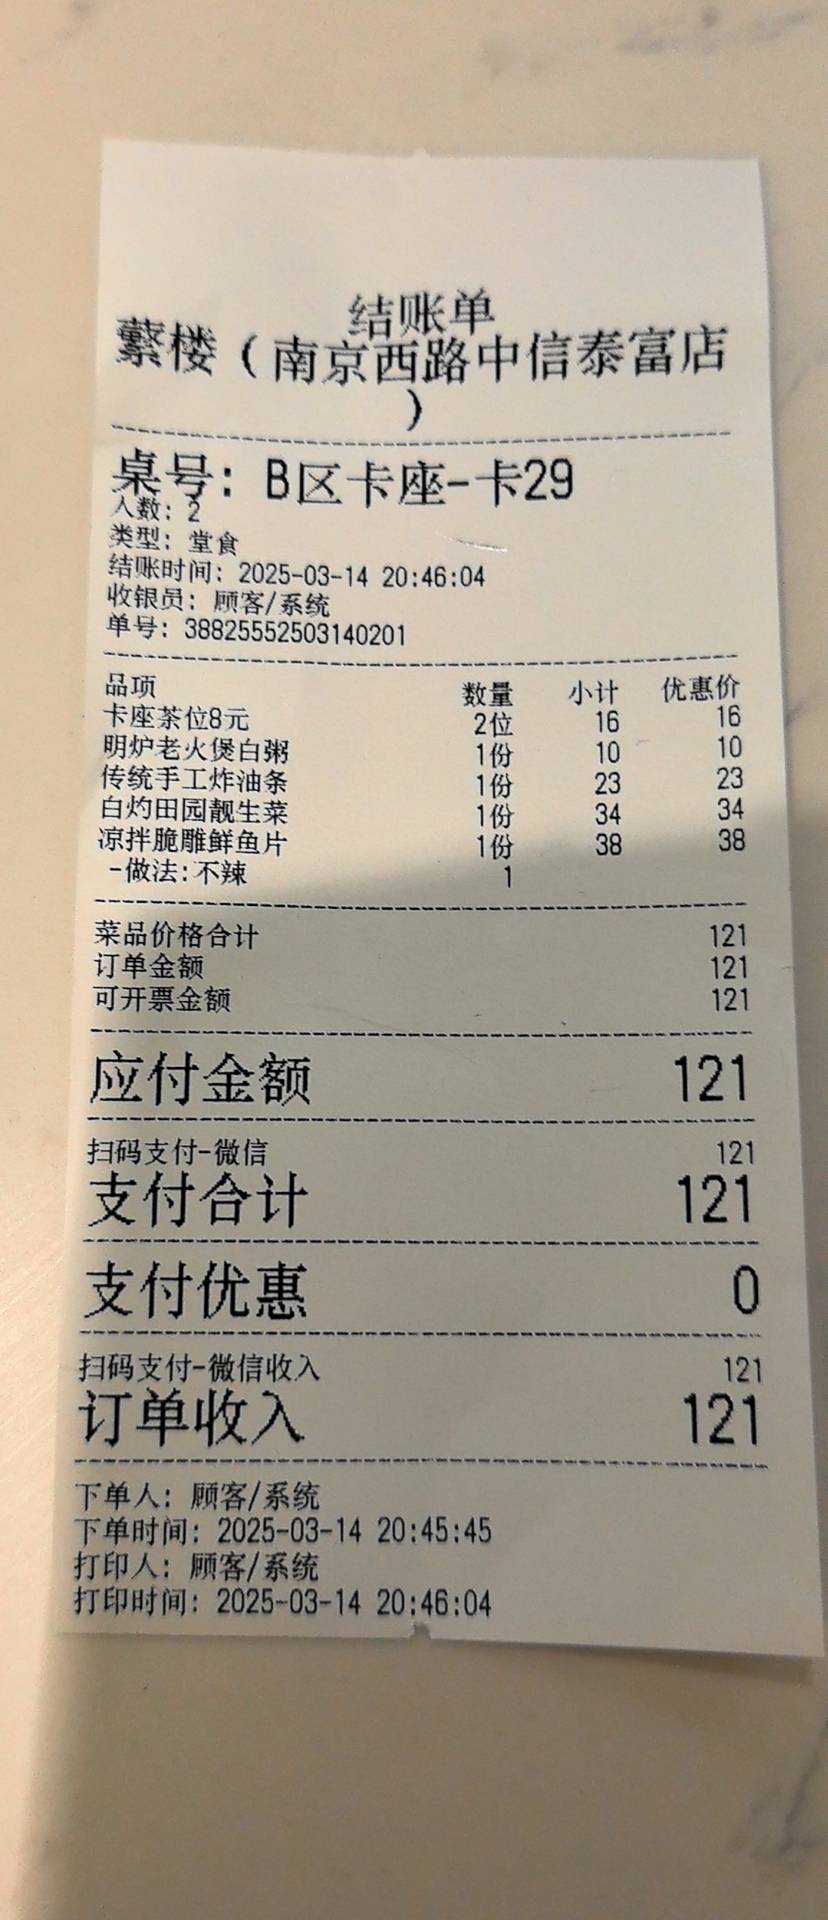 结账单
蘩楼（南京西路中信泰富店
）
桌号：B区卡座-卡29
人数：2
类型：堂食
结账时间：2025-03-14 20:46:04
收银员：顾客/系统
单号：38825552503140201
品项 数量 小计 优惠价
卡座茶位8元 2位 16 16
明炉老火煲白粥 1份 10 10
传统手工炸油条 1份 23 23
白灼田园靓生菜 1份 34 34
凉拌脆雕鲜鱼片 1份 38 38
-做法:不辣 1
菜品价格合计 121
订单金额 121
可开票金额 121
应付金额 121
扫码支付-微信 121
支付合计 121
支付优惠 0
扫码支付-微信收入 121
订单收入 121
下单人：顾客/系统
下单时间：2025-03-14 20:45:45
打印人：顾客/系统
打印时间：2025-03-14 20:46:04